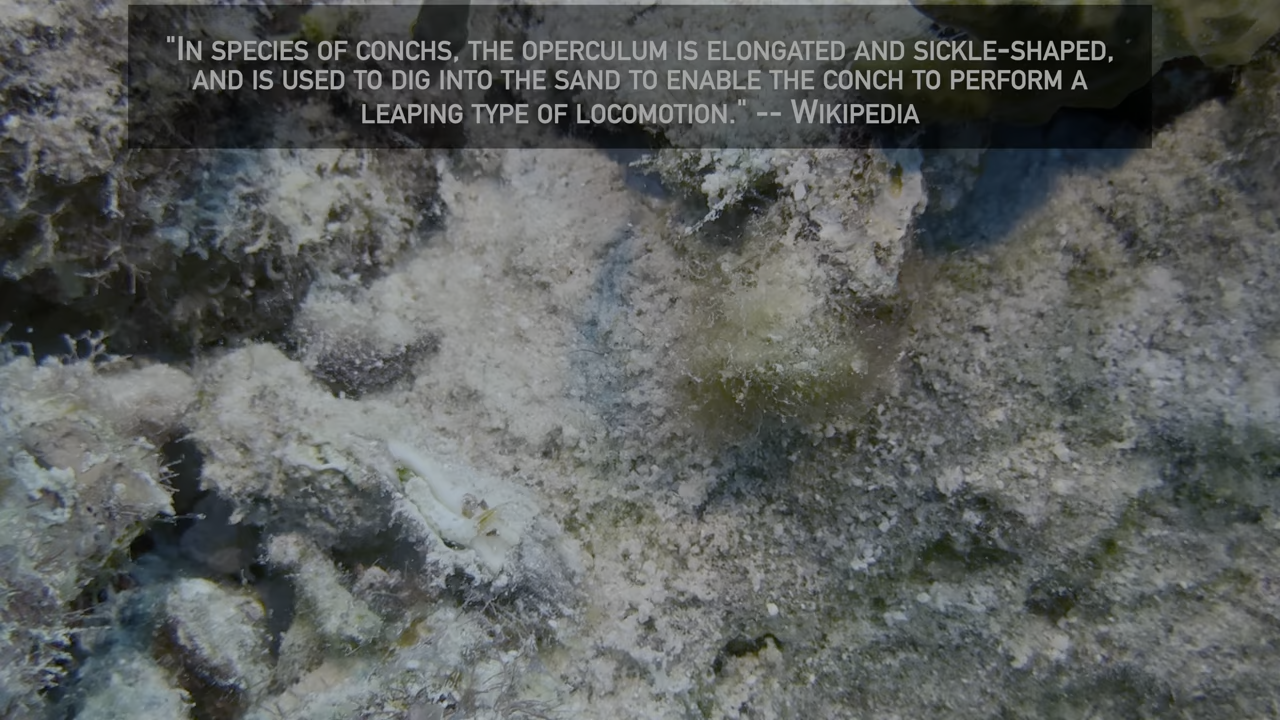 "In species of conchs, the operculum is elongated and sickle-shaped,
and is used to dig into the sand to enable the conch to perform a
leaping type of locomotion." -- Wikipedia